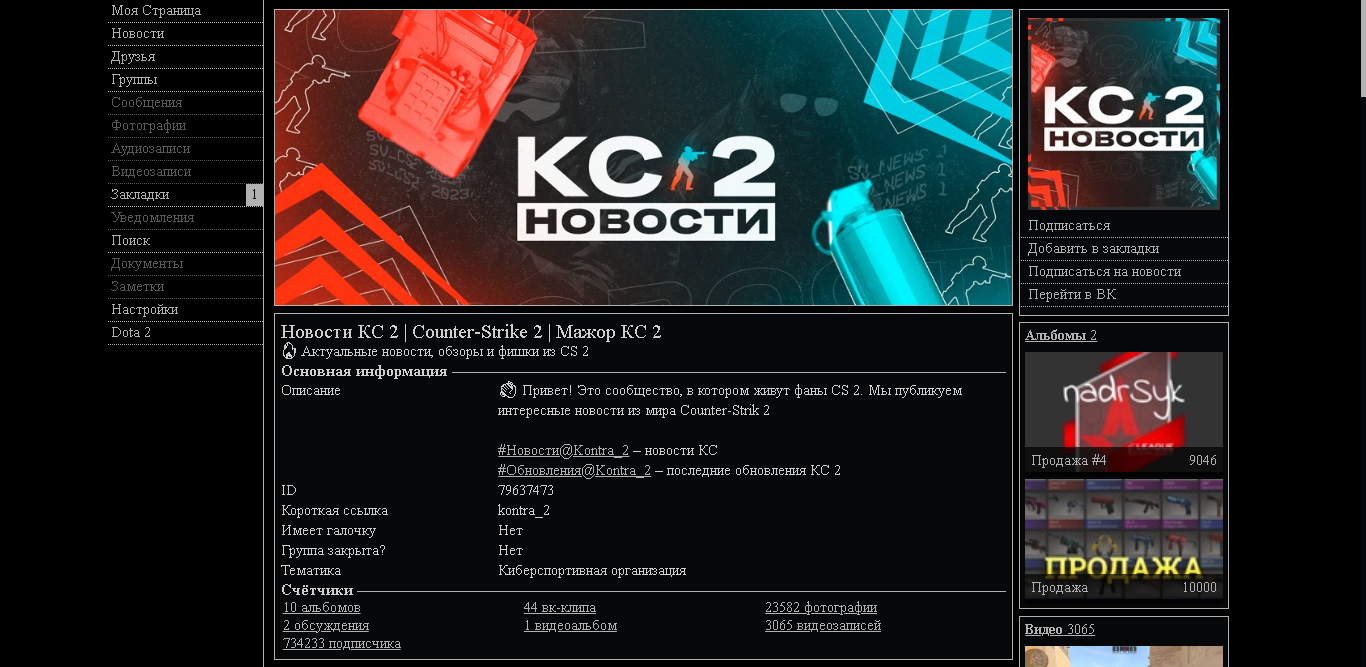 Моя Страница
Новости
Друзья
Группы
Сообщения
Фотографии
Аудиозаписи
Видеозаписи
Закладки 1
Уведомления
Поиск
Документы
Заметки
Настройки
Dota 2
КС 2
НОВОСТИ
SV_NEWS 1
Новости КС 2 | Counter-Strike 2 | Мажор КС 2
Актуальные новости, обзоры и фишки из CS 2
Основная информация
Описание
Привет! Это сообщество, в котором живут фаны CS 2. Мы публикуем
интересные новости из мира Counter-Strik 2
#Новости@Kontra_2 – новости КС
#Обновления@Kontra_2 – последние обновления КС 2
ID 79637473
Короткая ссылка kontra_2
Имеет галочку Нет
Группа закрыта? Нет
Тематика Киберспортивная организация
Счётчики
10 альбомов 44 вк-клипа 23582 фотографии
2 обсуждения 1 видеоальбом 3065 видеозаписей
734233 подписчика
КС 2
НОВОСТИ
Подписаться
Добавить в закладки
Подписаться на новости
Перейти в ВК
Альбомы 2
nadrsyk
Продажа #4 9046
ПРОДАЖА
Продажа 10000
Видео 3065